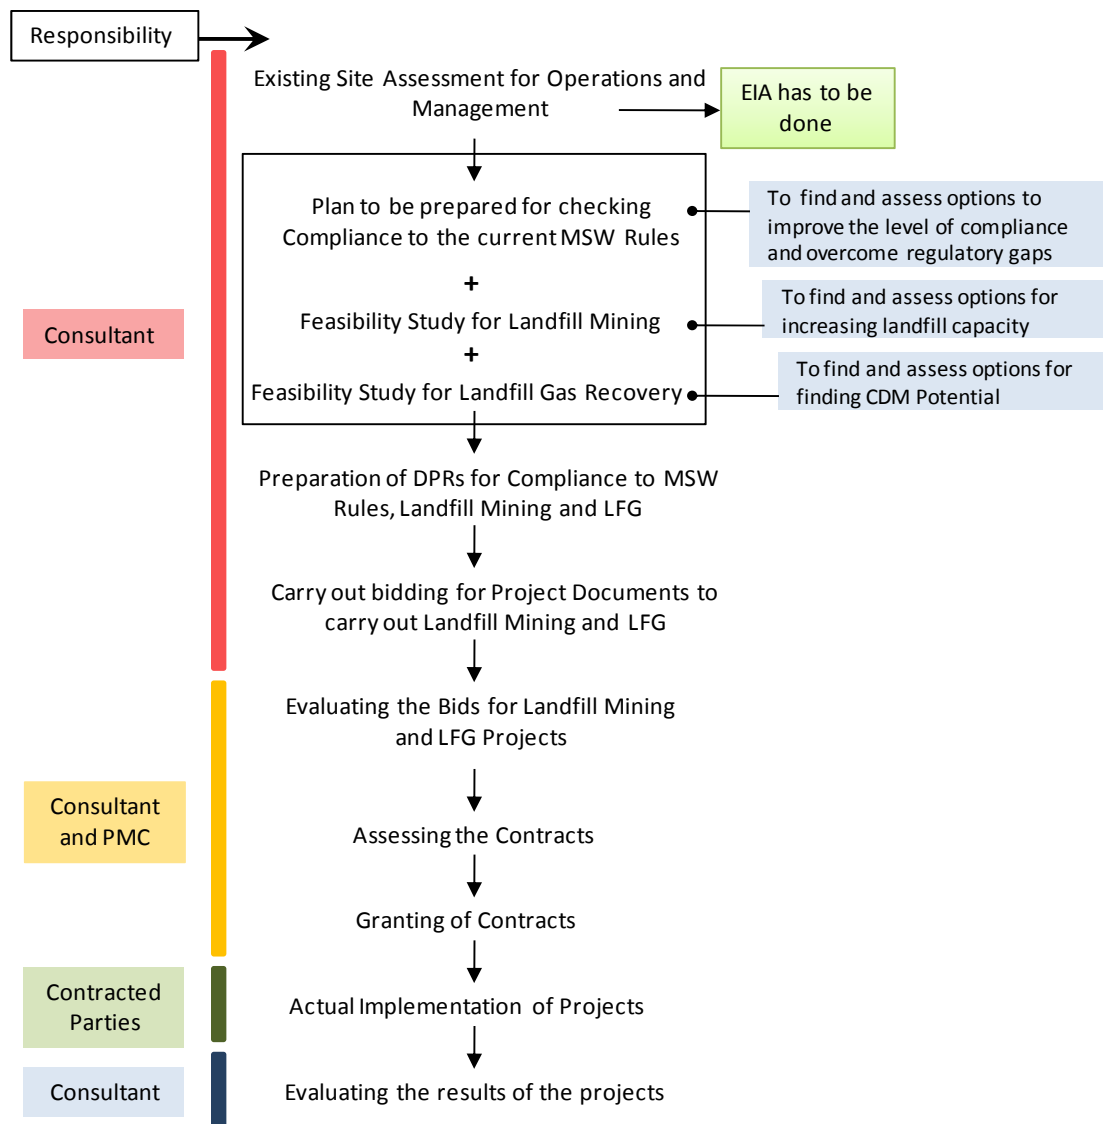 Responsibility
Existing Site Assessment for Operations and
Management
EIA has to be
done
Plan to be prepared for checking
Compliance to the current MSW Rules
To find and assess options to
improve the level of compliance
and overcome regulatory gaps
+
Feasibility Study for Landfill Mining
To find and assess options for
increasing landfill capacity
+
Feasibility Study for Landfill Gas Recovery
To find and assess options for
finding CDM Potential
Consultant
Preparation of DPRs for Compliance to MSW
Rules, Landfill Mining and LFG
Carry out bidding for Project Documents to
carry out Landfill Mining and LFG
Evaluating the Bids for Landfill Mining
and LFG Projects
Consultant
and PMC
Assessing the Contracts
Granting of Contracts
Contracted
Parties
Actual Implementation of Projects
Consultant
Evaluating the results of the projects